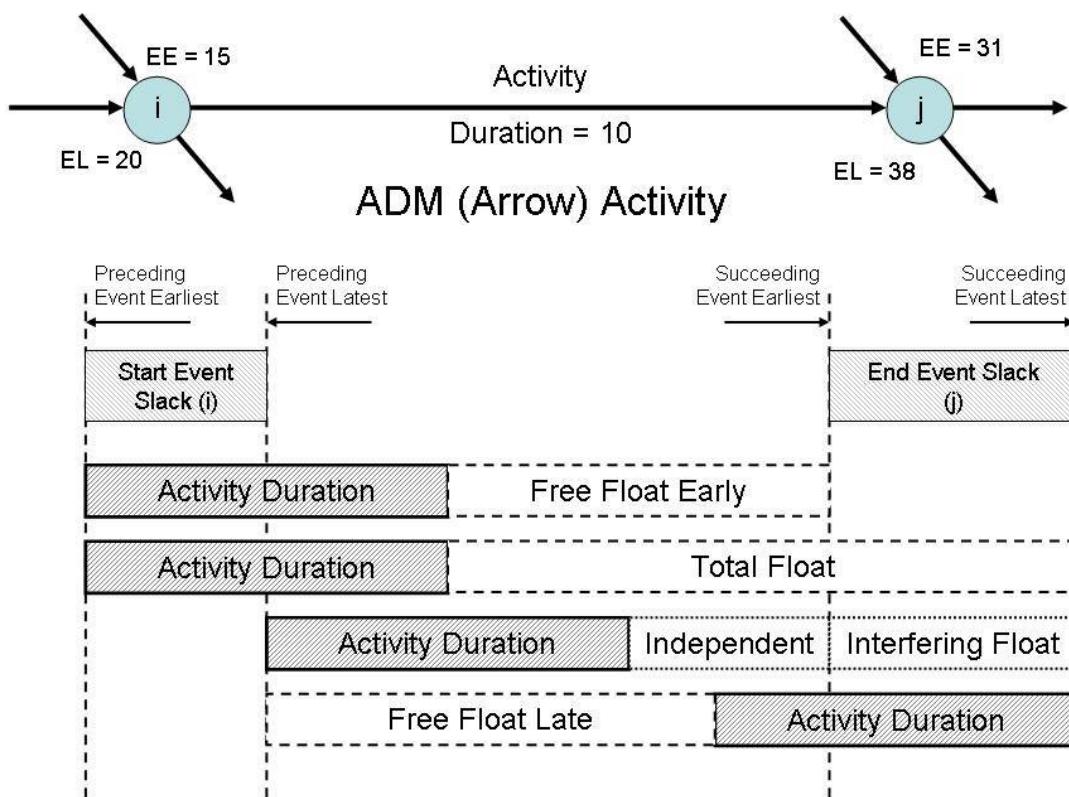 EE = 15
EE = 31
i
Activity
j
Duration = 10
EL = 20
EL = 38
ADM (Arrow) Activity
Preceding
Event Earliest
Preceding
Event Latest
Succeeding
Event Earliest
Succeeding
Event Latest
Start Event
Slack (i)
End Event Slack
(j)
Activity Duration
Free Float Early
Activity Duration
Total Float
Activity Duration
Independent
Interfering Float
Free Float Late
Activity Duration